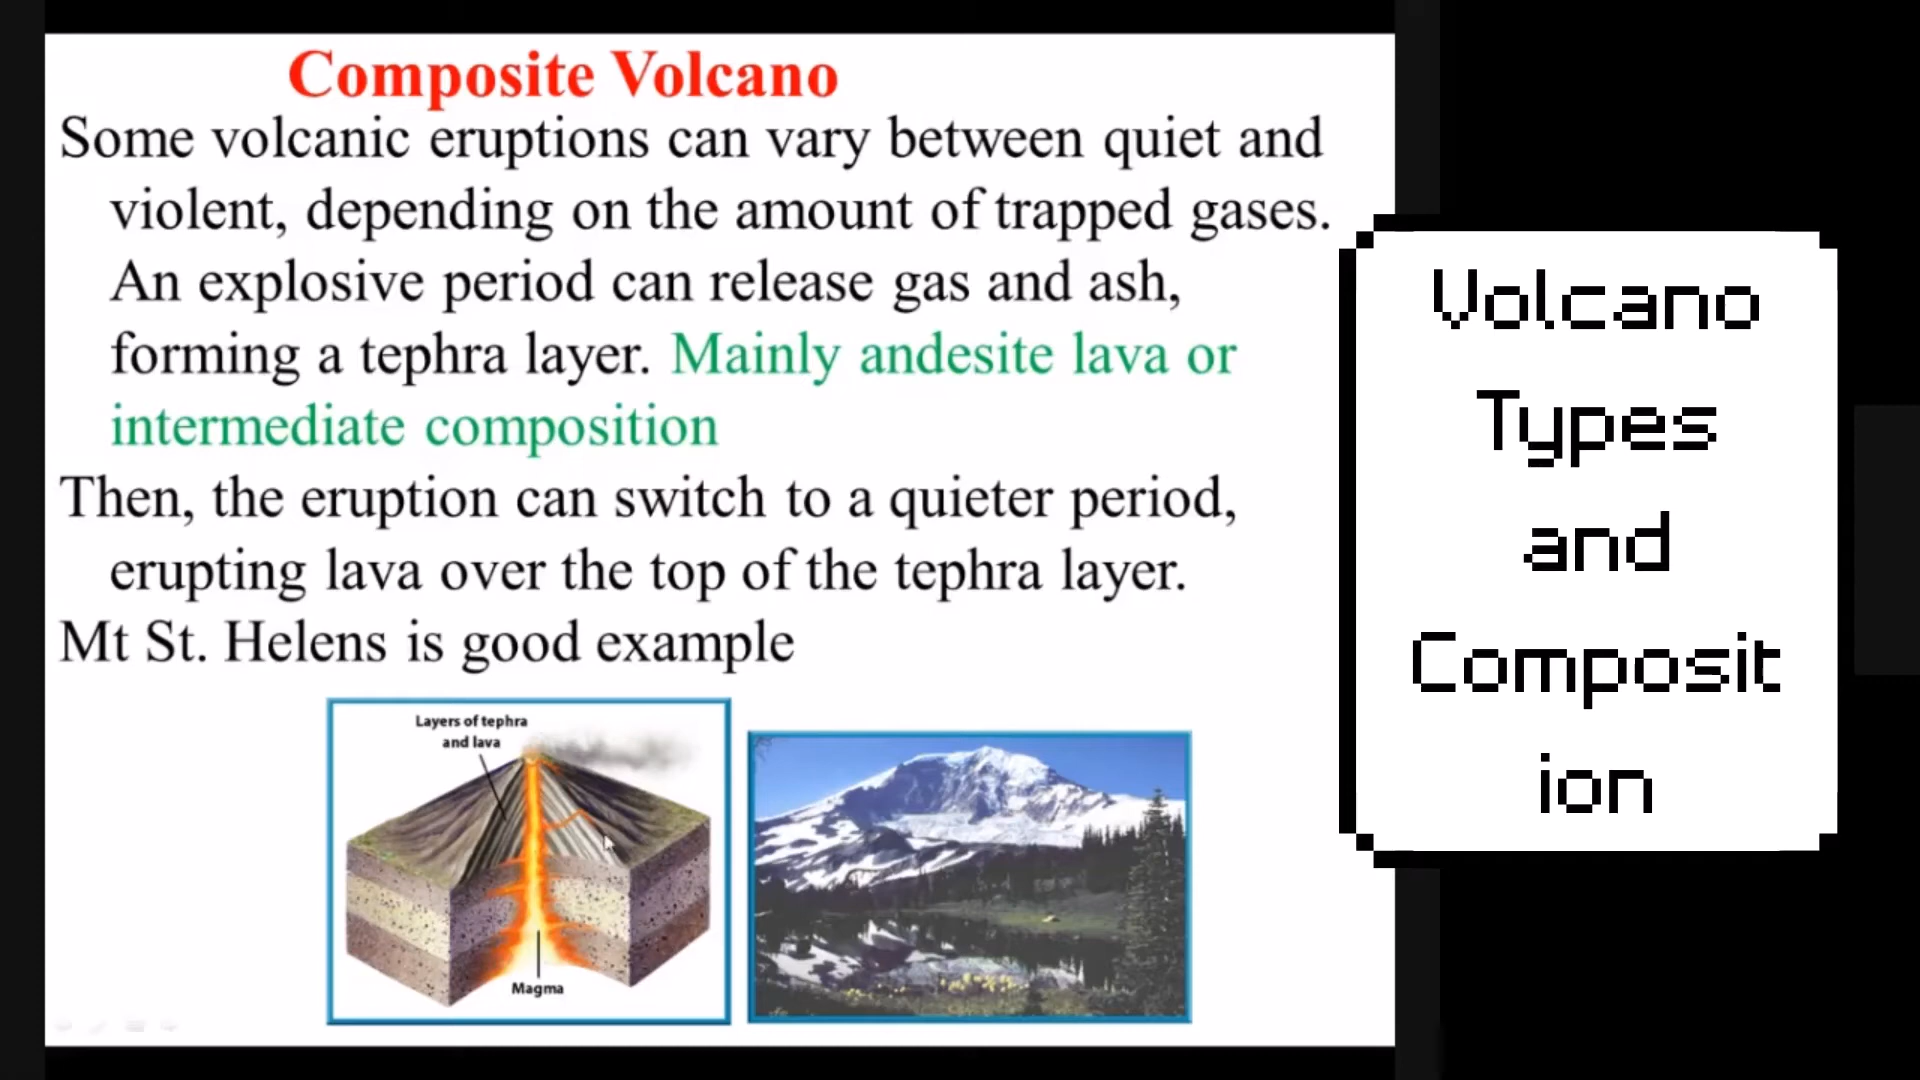 Composite Volcano
Some volcanic eruptions can vary between quiet and
violent, depending on the amount of trapped gases.
An explosive period can release gas and ash,
forming a tephra layer. Mainly andesite lava or
intermediate composition
Then, the eruption can switch to a quieter period,
erupting lava over the top of the tephra layer.
Mt St. Helens is good example
Layers of tephra
and lava
Magma
Volcano
Types
and
Composit
ion